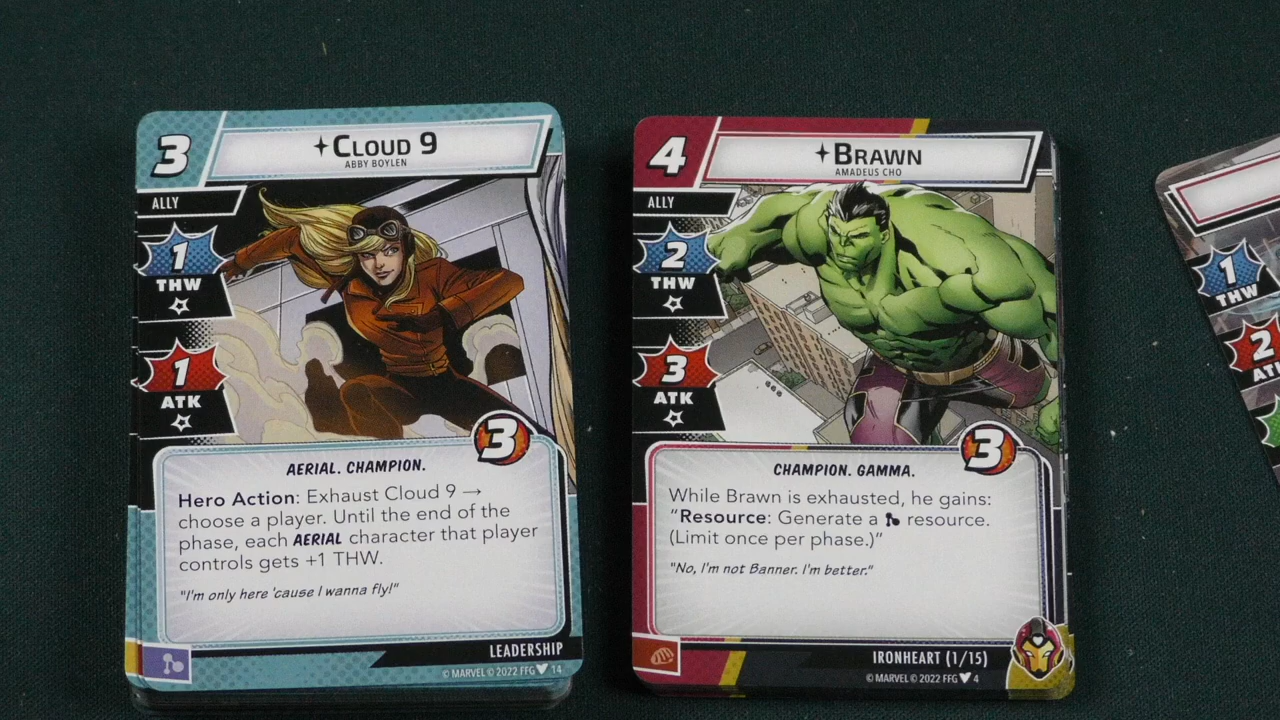 3
CLOUD 9
ABBY BOYLEN
ALLY
1
THW
1
ATK
3
AERIAL. CHAMPION.
Hero Action: Exhaust Cloud 9 →
choose a player. Until the end of the
phase, each AERIAL character that player
controls gets +1 THW.
"I'm only here 'cause I wanna fly!"
LEADERSHIP
© MARVEL © 2022 FFG 14
4
BRAWN
AMADEUS CHO
ALLY
2
THW
3
ATK
3
CHAMPION. GAMMA.
While Brawn is exhausted, he gains:
"Resource: Generate a resource.
(Limit once per phase.)"
"No, I'm not Banner. I'm better."
IRONHEART (1/15)
© MARVEL © 2022 FFG 4
1
THW
2